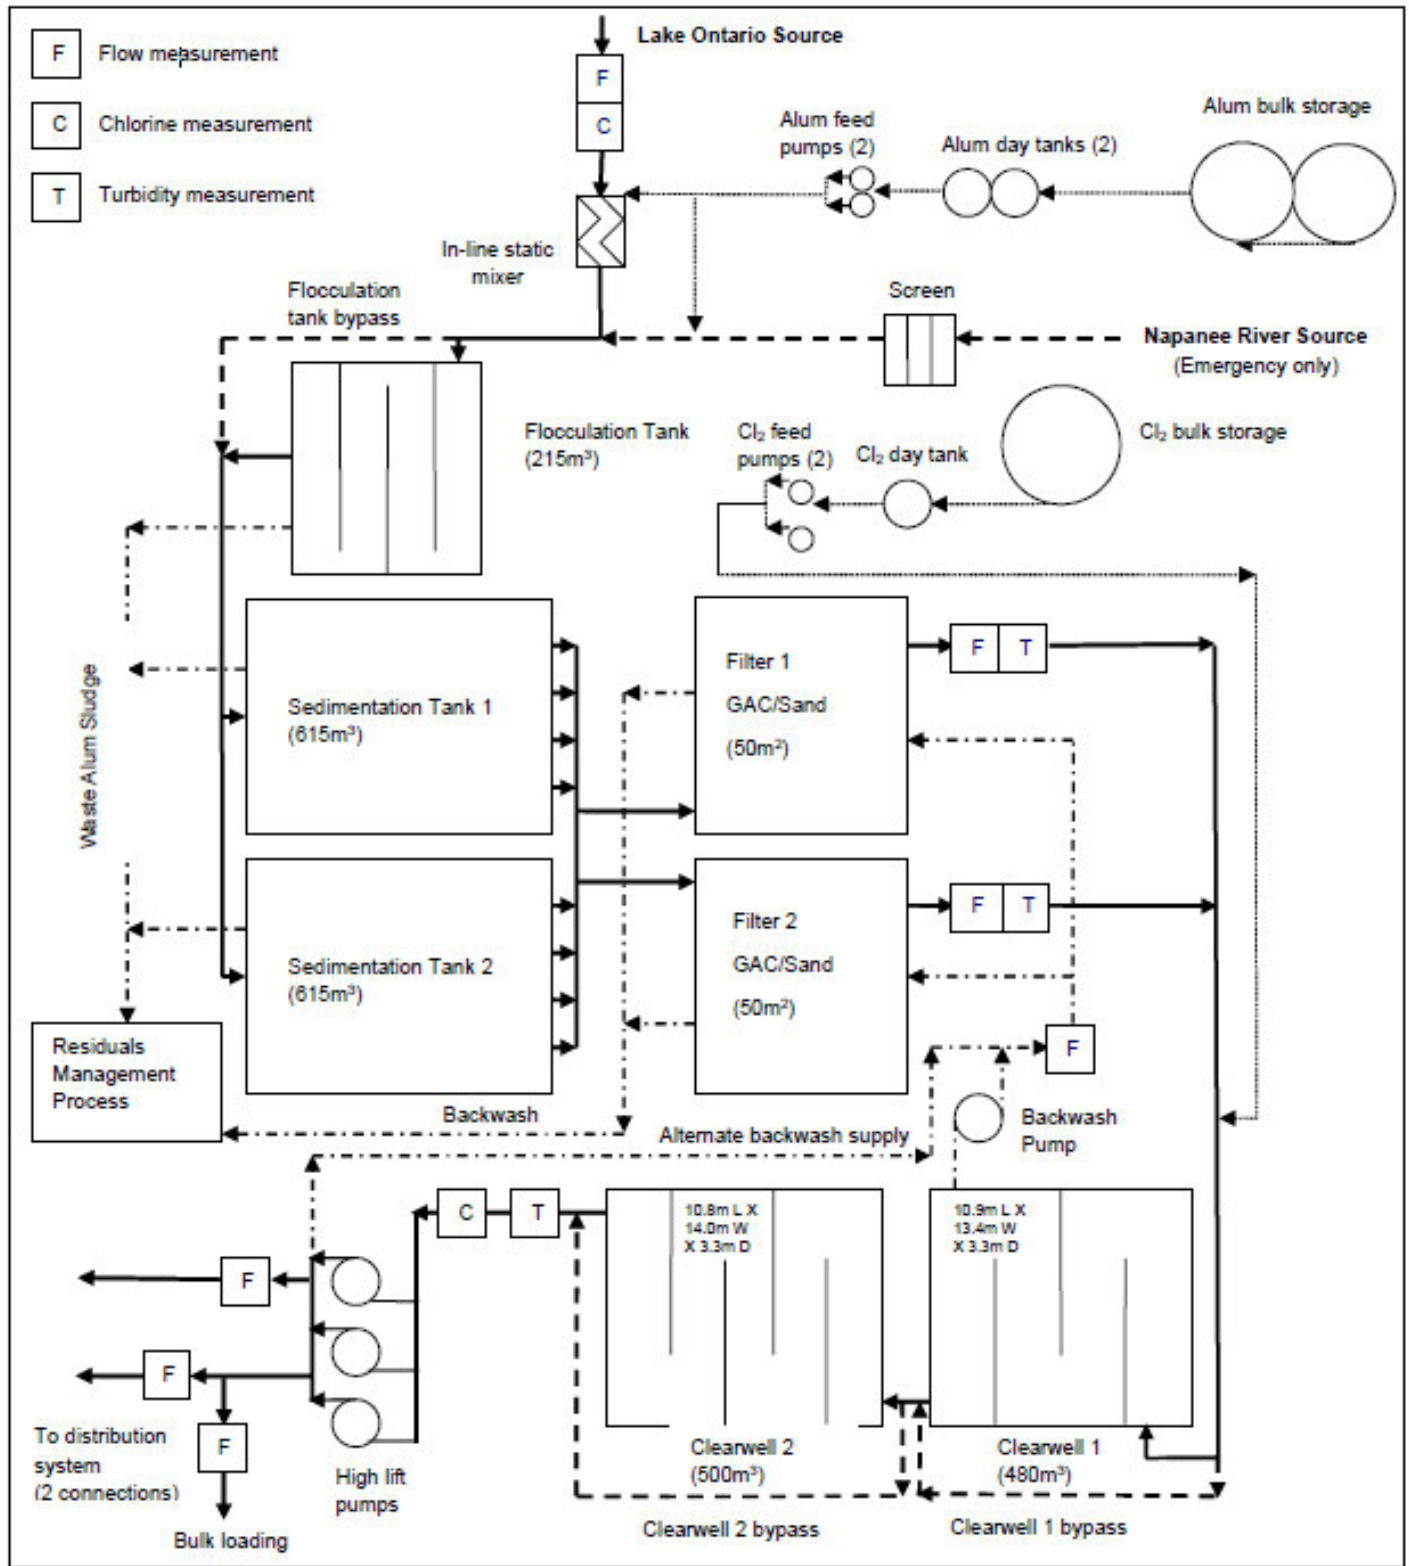 F Flow measurement
C Chlorine measurement
T Turbidity measurement
Lake Ontario Source
F
C
Alum feed
pumps (2)
Alum day tanks (2)
Alum bulk storage
In-line static
mixer
Flocculation
tank bypass
Screen
Napanee River Source
(Emergency only)
Flocculation Tank
(215m³)
Cl₂ feed
pumps (2)
Cl₂ day tank
Cl₂ bulk storage
Waste Alum Sludge
Sedimentation Tank 1
(615m³)
Filter 1
GAC/Sand
(50m²)
F T
Sedimentation Tank 2
(615m³)
Filter 2
GAC/Sand
(50m²)
F T
Residuals
Management
Process
F
Backwash
Alternate backwash supply
Backwash
Pump
C T
10.8m L X
14.0m W
X 3.3m D
10.9m L X
13.4m W
X 3.3m D
F
F
F
To distribution
system
(2 connections)
High lift
pumps
Clearwell 2
(500m³)
Clearwell 1
(480m³)
Bulk loading
Clearwell 2 bypass
Clearwell 1 bypass